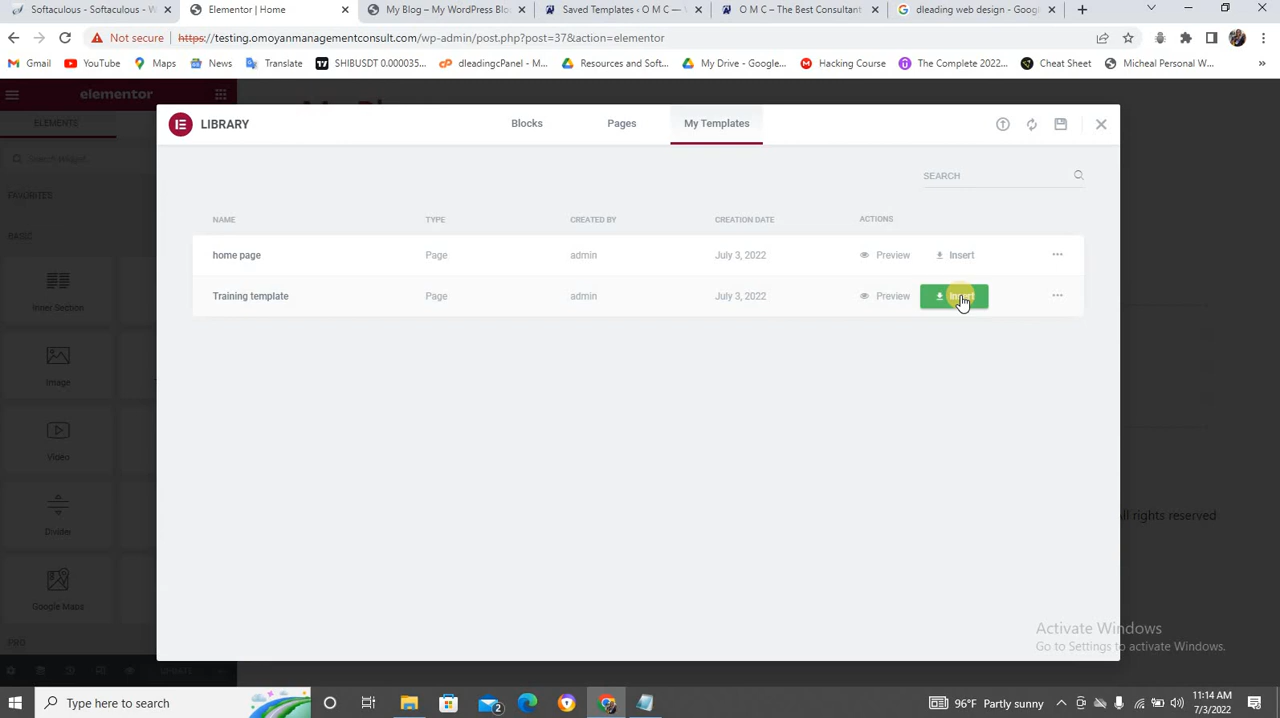 Softaculous - Softaculous - W
Elementor | Home
My Blog – My WordPress Blo
Saved Templates ‹ O M C —
O M C – The Best Consultant
dleading web design - Goog
Not secure
https://testing.omoyanmanagementconsult.com/wp-admin/post.php?post=37&action=elementor
Gmail
YouTube
Maps
News
Translate
SHIBUSDT 0.000035...
dleadingcPanel - M...
Resources and Soft...
My Drive - Google...
Hacking Course
The Complete 2022...
Cheat Sheet
Micheal Personal W...
elementor
ELEMENTS
Search Widget...
FAVORITES
BASIC
Inner Section
Image
Video
Divider
Google Maps
PRO
UPDATE
LIBRARY
Blocks
Pages
My Templates
SEARCH
NAME
TYPE
CREATED BY
CREATION DATE
ACTIONS
home page
Page
admin
July 3, 2022
Preview
Insert
Training template
Page
admin
July 3, 2022
Preview
Insert
All rights reserved
Activate Windows
Go to Settings to activate Windows.
Type here to search
2
96°F Partly sunny
11:14 AM
7/3/2022